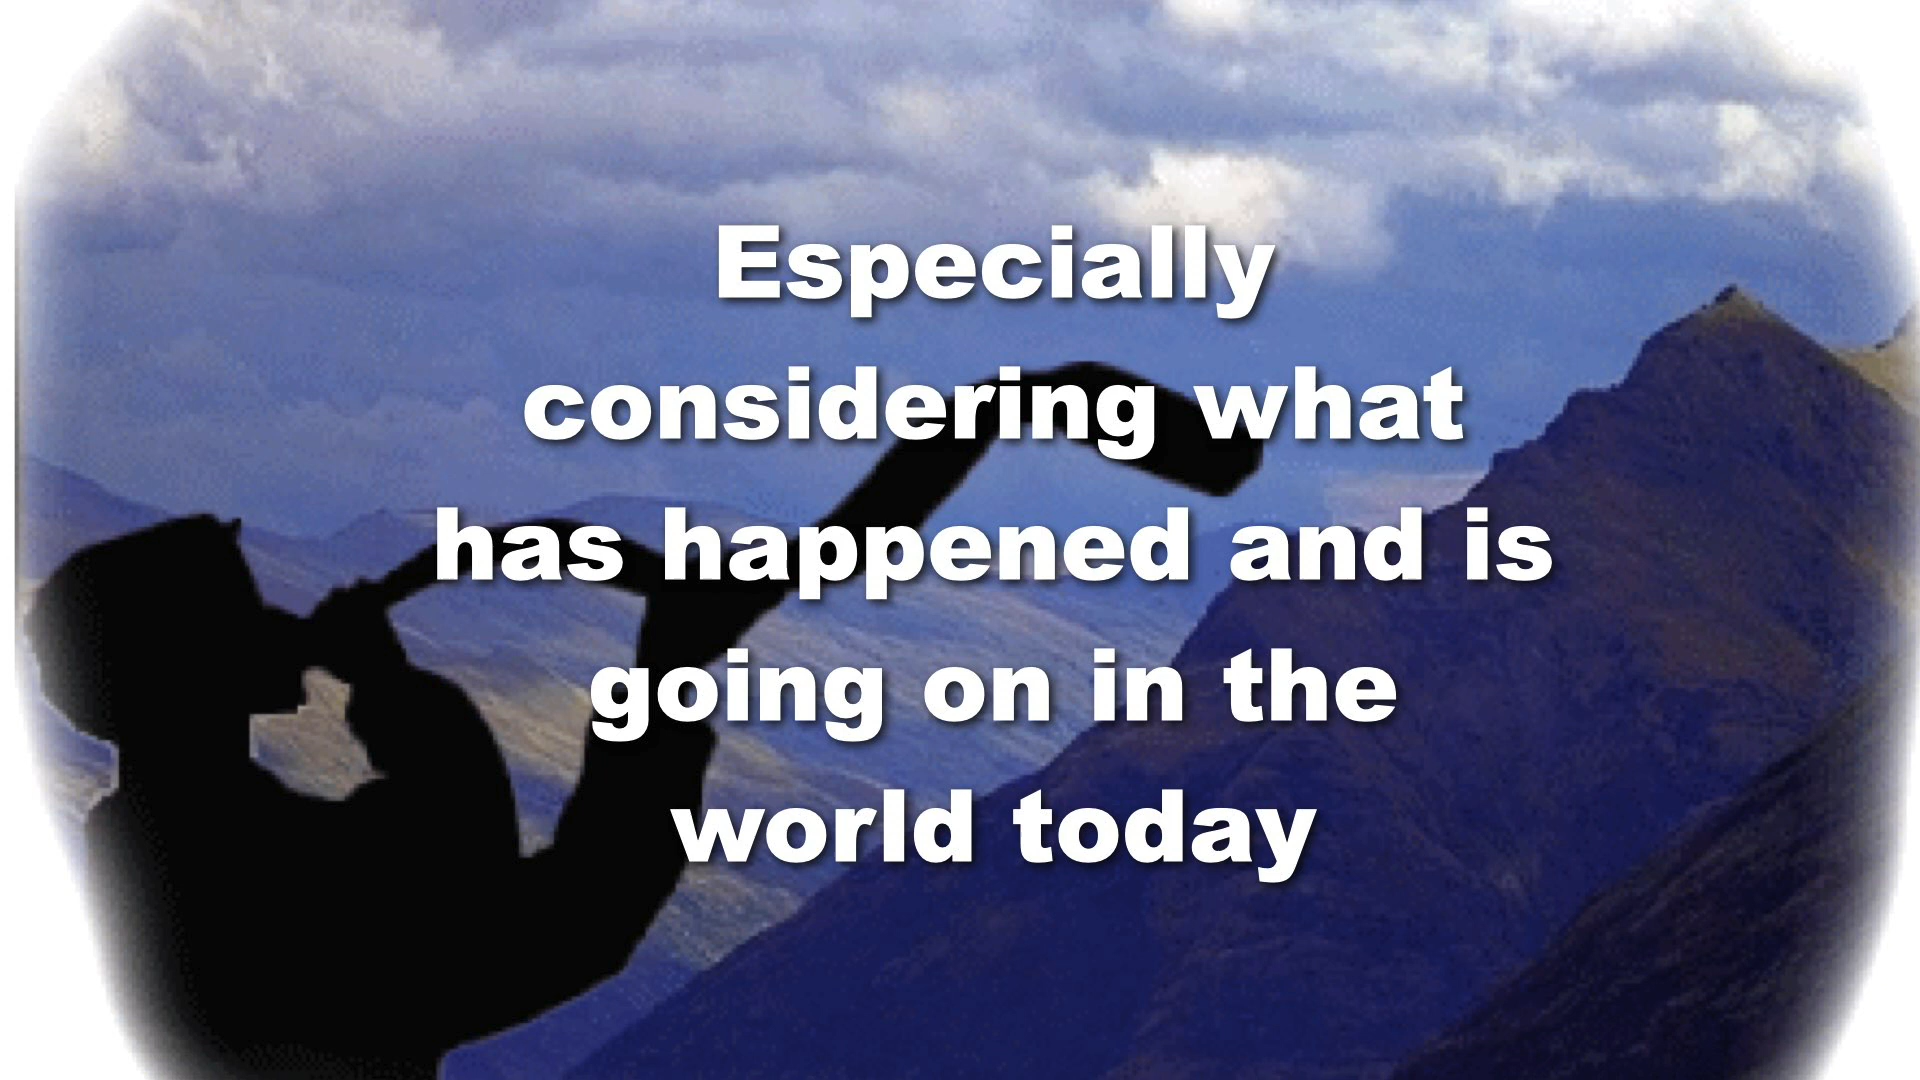 Especially
considering what
has happened and is
going on in the
world today